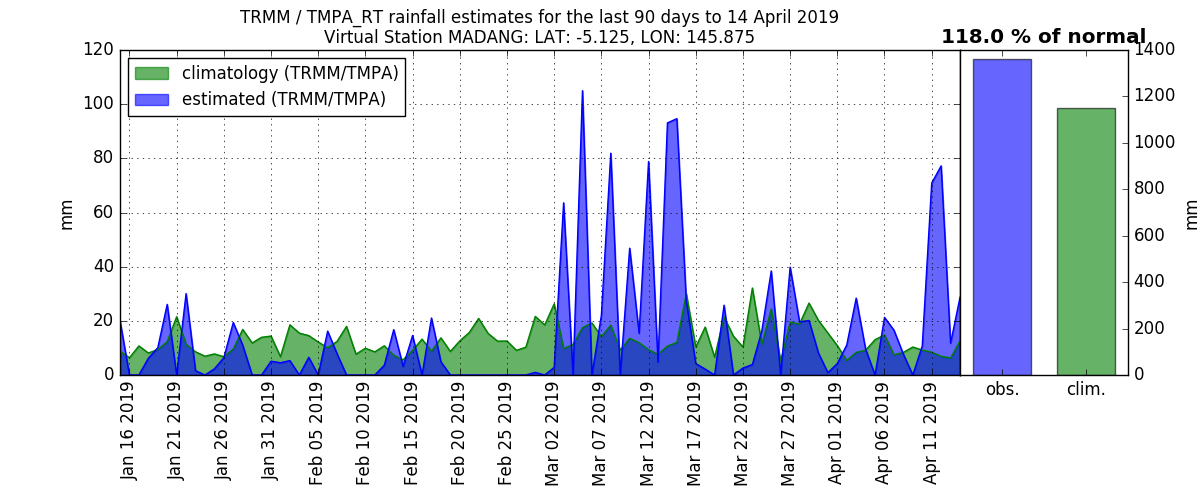 TRMM / TMPA_RT rainfall estimates for the last 90 days to 14 April 2019
Virtual Station MADANG: LAT: -5.125, LON: 145.875
118.0 % of normal
climatology (TRMM/TMPA)
estimated (TRMM/TMPA)
mm
120
100
80
60
40
20
0
Jan 16 2019
Jan 21 2019
Jan 26 2019
Jan 31 2019
Feb 05 2019
Feb 10 2019
Feb 15 2019
Feb 20 2019
Feb 25 2019
Mar 02 2019
Mar 07 2019
Mar 12 2019
Mar 17 2019
Mar 22 2019
Mar 27 2019
Apr 01 2019
Apr 06 2019
Apr 11 2019
obs.
clim.
1400
1200
1000
800
600
400
200
0
mm